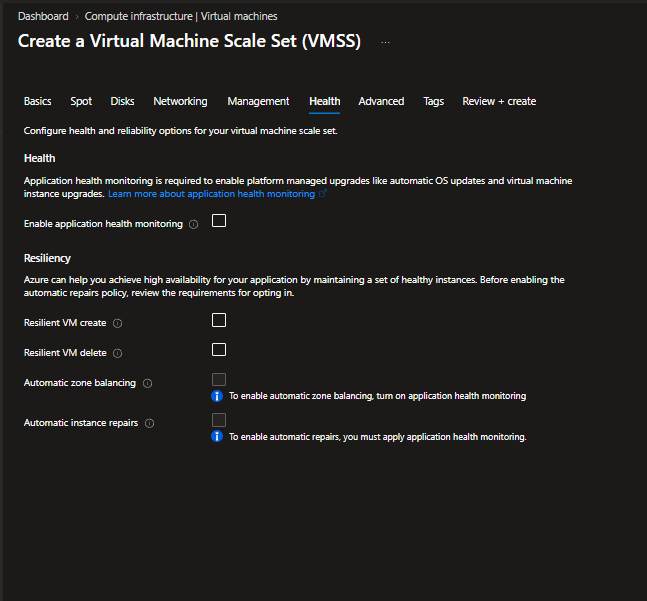 Dashboard > Compute infrastructure | Virtual machines
Create a Virtual Machine Scale Set (VMSS) ...
Basics Spot Disks Networking Management Health Advanced Tags Review + create
Configure health and reliability options for your virtual machine scale set.
Health
Application health monitoring is required to enable platform managed upgrades like automatic OS updates and virtual machine
instance upgrades. Learn more about application health monitoring
Enable application health monitoring
Resiliency
Azure can help you achieve high availability for your application by maintaining a set of healthy instances. Before enabling the
automatic repairs policy, review the requirements for opting in.
Resilient VM create
Resilient VM delete
Automatic zone balancing
To enable automatic zone balancing, turn on application health monitoring
Automatic instance repairs
To enable automatic repairs, you must apply application health monitoring.